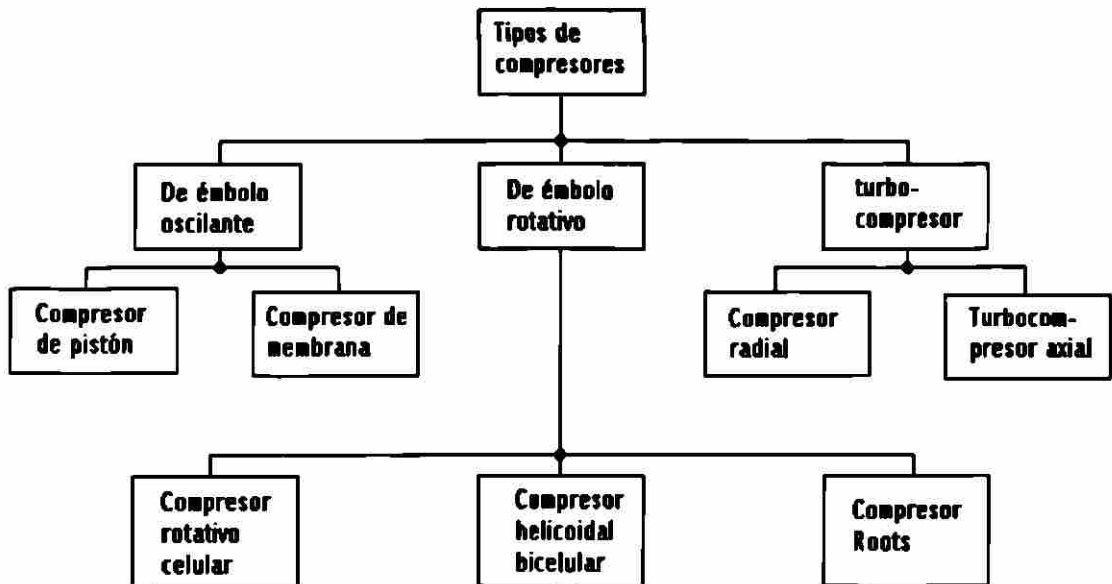 Tipos de
compresores
De émbolo
oscilante
De émbolo
rotativo
turbo-
compresor
Compresor
de pistón
Compresor de
membrana
Compresor
radial
Turbocom-
presor axial
Compresor
rotativo
celular
Compresor
helicoidal
bicelular
Compresor
Roots